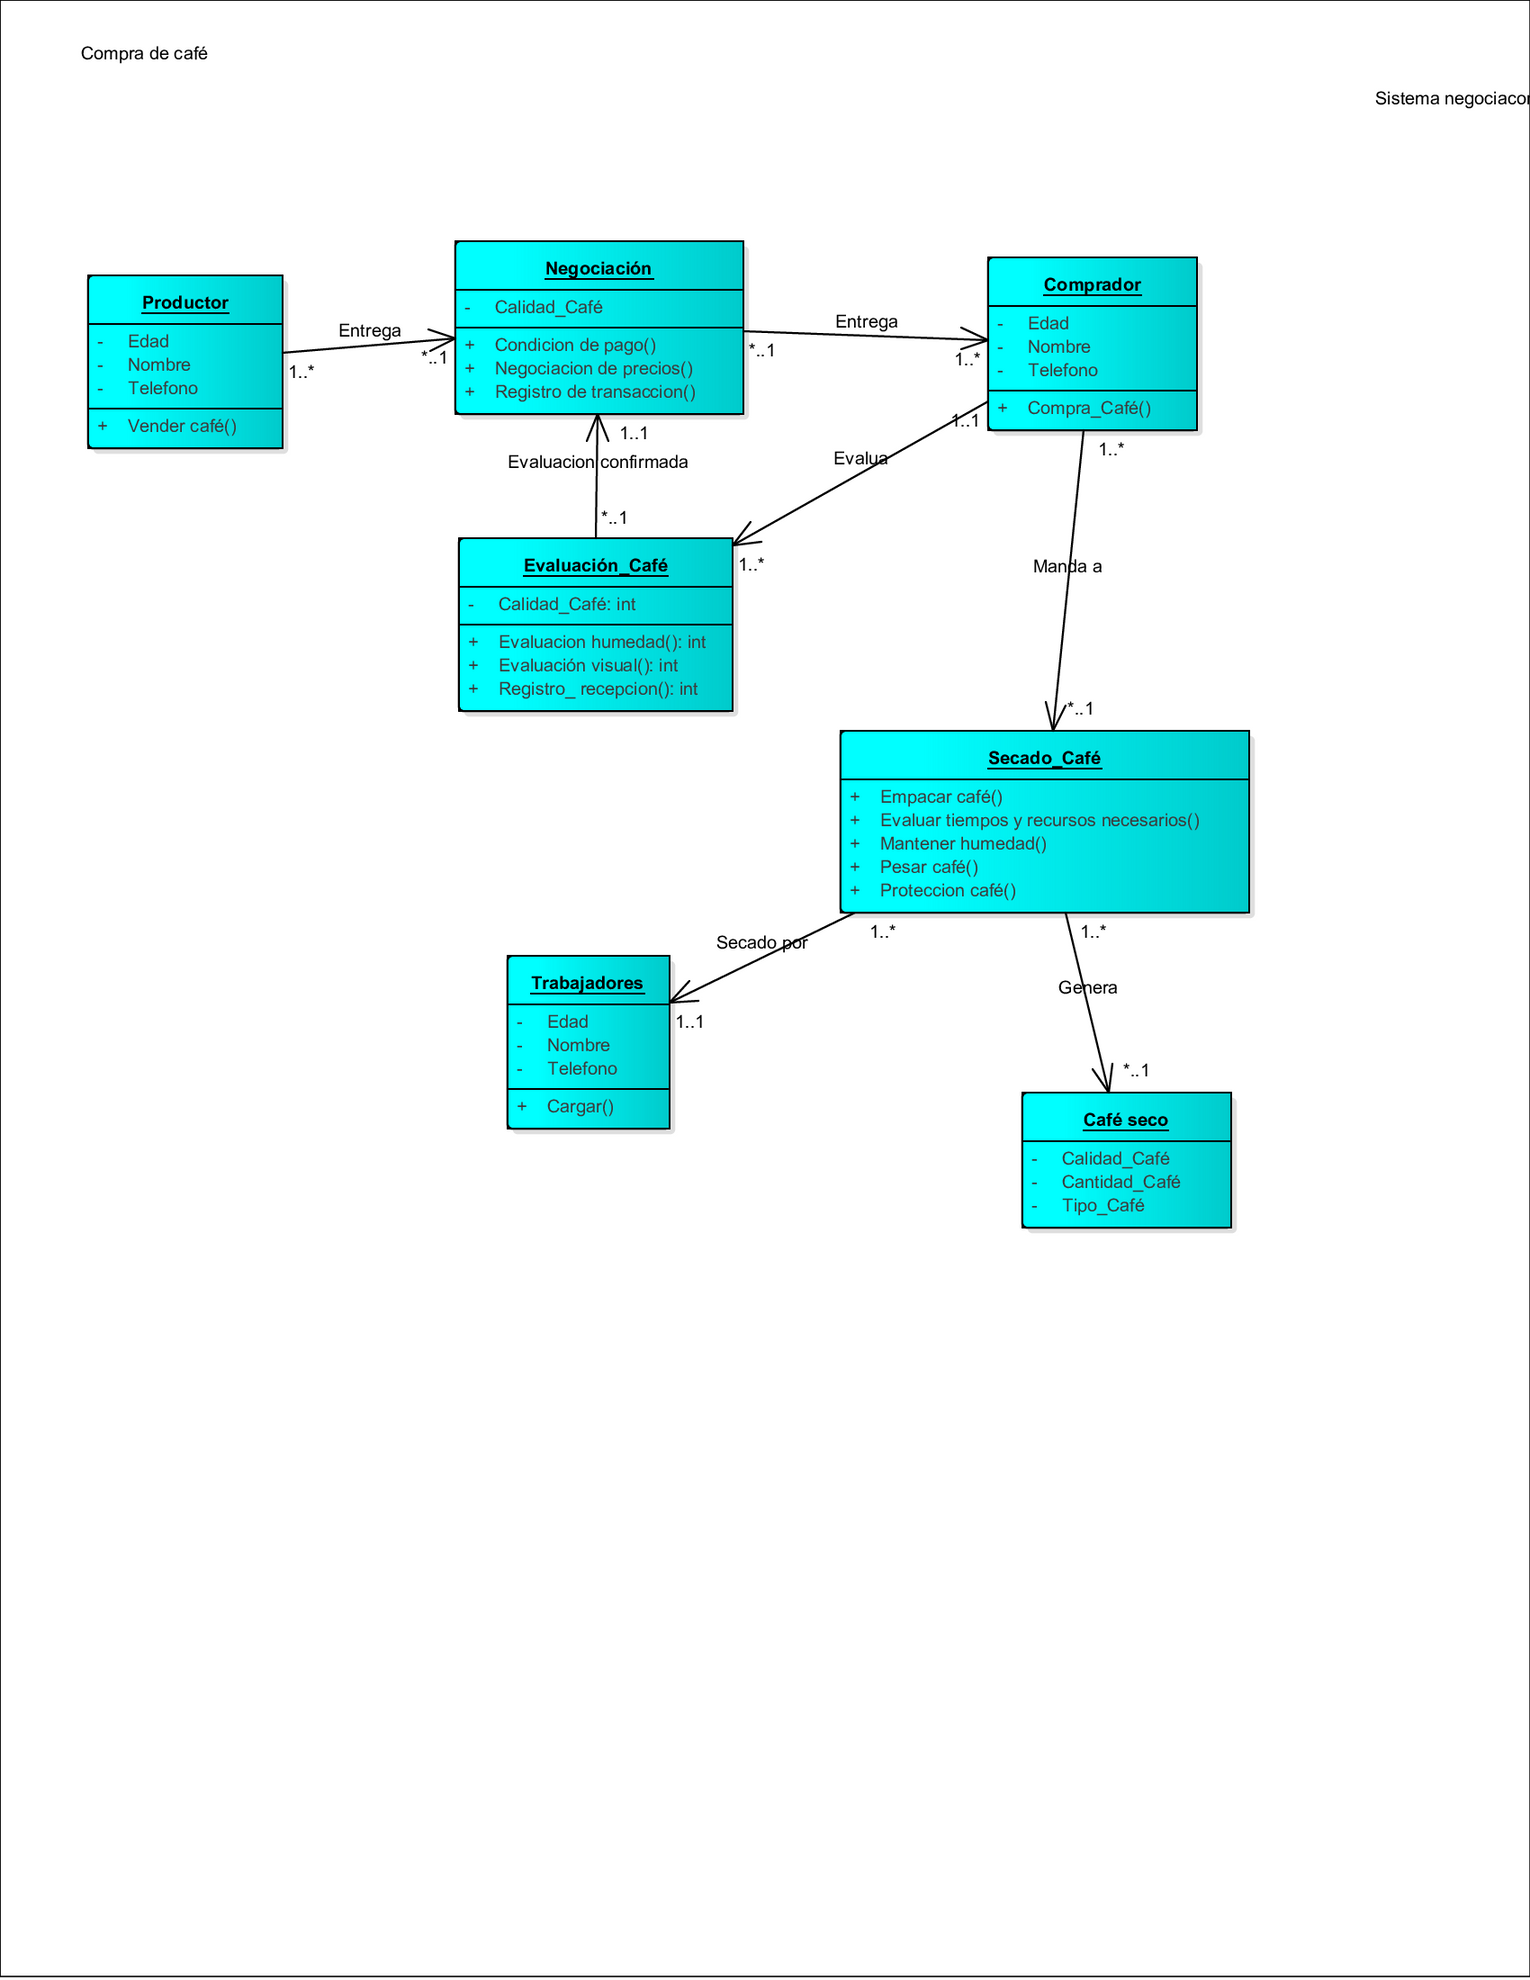 Compra de café
Sistema negociacon
Productor
- Edad
- Nombre
- Telefono
+ Vender café()
Entrega
1..*
*..1
Negociación
- Calidad_Café
+ Condicion de pago()
+ Negociacion de precios()
+ Registro de transaccion()
Entrega
*..1
1..*
Comprador
- Edad
- Nombre
- Telefono
+ Compra_Café()
1..1
Evaluacion confirmada
*..1
1..1
Evalua
1..*
1..*
Manda a
*..1
Evaluación_Café
- Calidad_Café: int
+ Evaluacion humedad(): int
+ Evaluación visual(): int
+ Registro_ recepcion(): int
Secado_Café
+ Empacar café()
+ Evaluar tiempos y recursos necesarios()
+ Mantener humedad()
+ Pesar café()
+ Proteccion café()
1..*
Secado por
1..1
1..*
Genera
*..1
Trabajadores
- Edad
- Nombre
- Telefono
+ Cargar()
Café seco
- Calidad_Café
- Cantidad_Café
- Tipo_Café